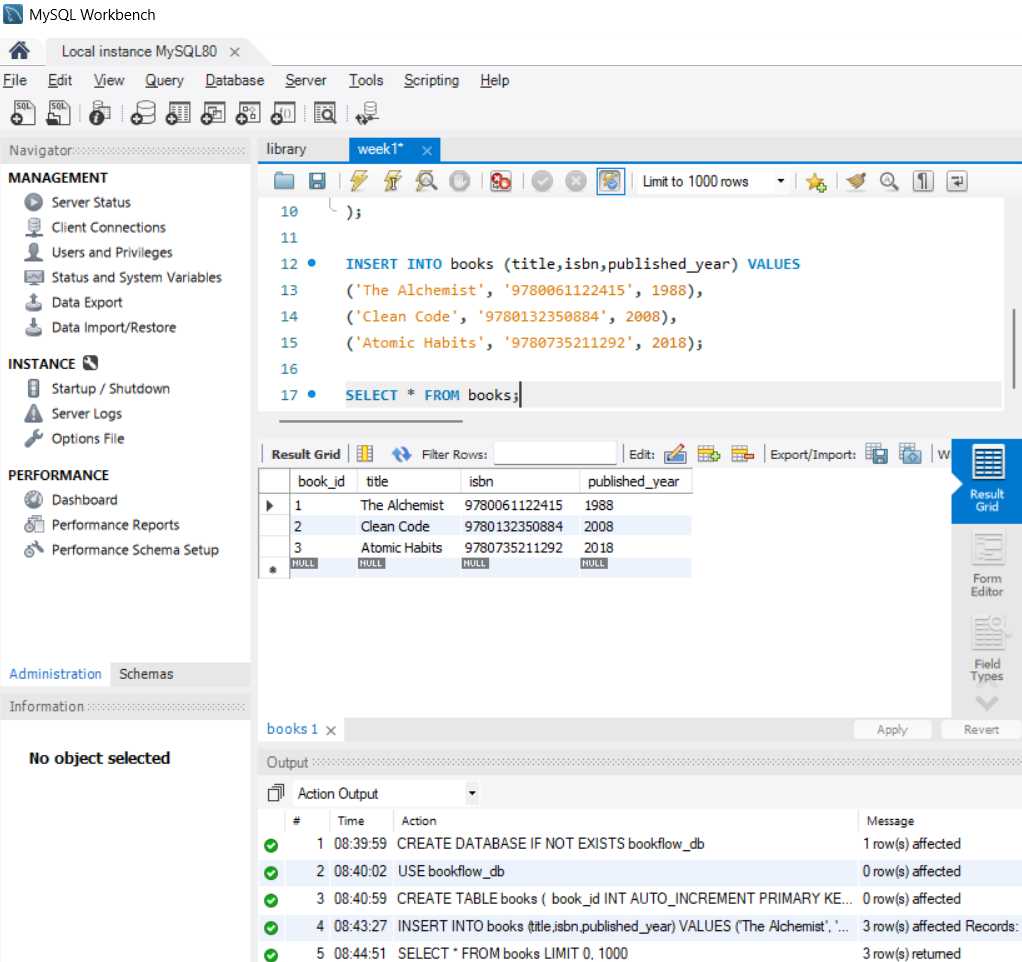 MySQL Workbench
Local instance MySQL80
File Edit View Query Database Server Tools Scripting Help
Navigator
MANAGEMENT
Server Status
Client Connections
Users and Privileges
Status and System Variables
Data Export
Data Import/Restore
INSTANCE
Startup / Shutdown
Server Logs
Options File
PERFORMANCE
Dashboard
Performance Reports
Performance Schema Setup
Administration Schemas
Information
No object selected
library week1*
Limit to 1000 rows
10 );
11
12 INSERT INTO books (title,isbn,published_year) VALUES
13 ('The Alchemist', '9780061122415', 1988),
14 ('Clean Code', '9780132350884', 2008),
15 ('Atomic Habits', '9780735211292', 2018);
16
17 SELECT * FROM books;
Result Grid Filter Rows: Edit: Export/Import: W
book_id title isbn published_year
1 The Alchemist 9780061122415 1988
2 Clean Code 9780132350884 2008
3 Atomic Habits 9780735211292 2018
NULL NULL NULL NULL
Result
Grid
Form
Editor
Field
Types
books 1
Apply Revert
Output
Action Output
# Time Action Message
1 08:39:59 CREATE DATABASE IF NOT EXISTS bookflow_db 1 row(s) affected
2 08:40:02 USE bookflow_db 0 row(s) affected
3 08:40:59 CREATE TABLE books ( book_id INT AUTO_INCREMENT PRIMARY KE... 0 row(s) affected
4 08:43:27 INSERT INTO books (title,isbn,published_year) VALUES ('The Alchemist', '... 3 row(s) affected Records:
5 08:44:51 SELECT * FROM books LIMIT 0, 1000 3 row(s) returned